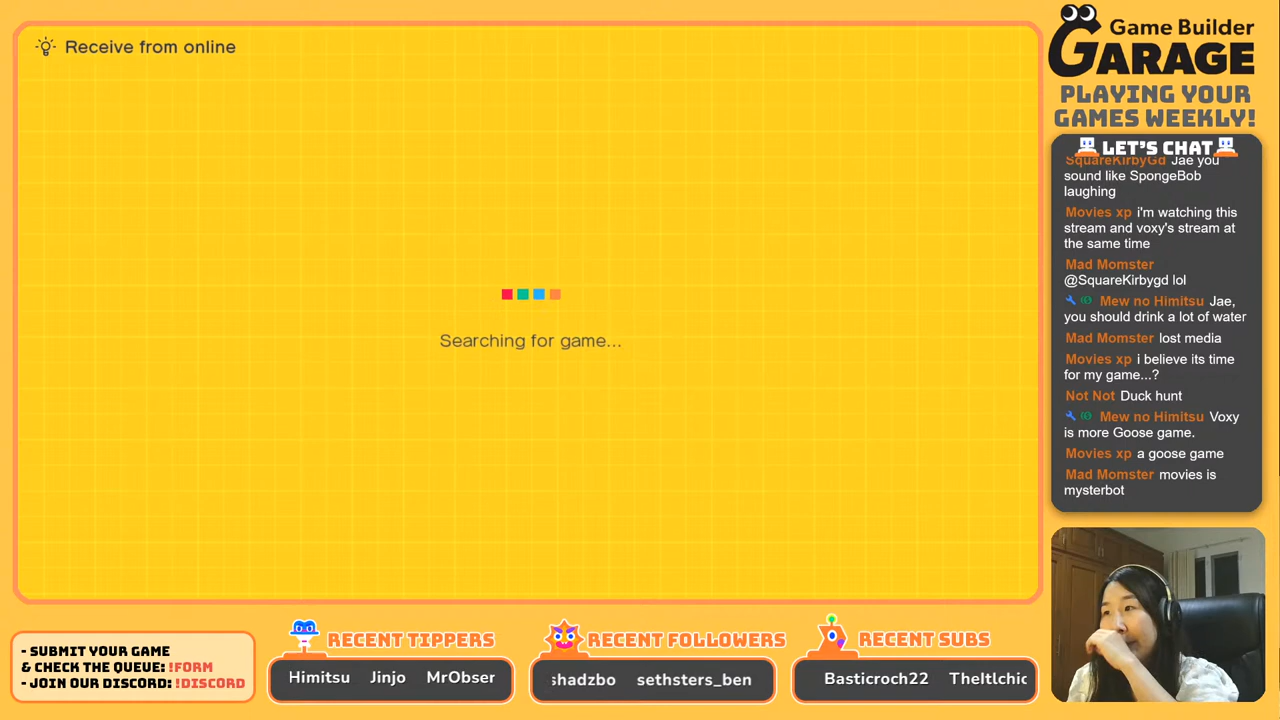 Receive from online
Searching for game...
Game Builder
GARAGE
PLAYING YOUR
GAMES WEEKLY!
LET'S CHAT
SquareKirbyGd Jae you
sound like SpongeBob
laughing
Movies xp i'm watching this
stream and voxy's stream at
the same time
Mad Momster
@SquareKirbygd lol
Mew no Himitsu Jae,
you should drink a lot of water
Mad Momster lost media
Movies xp i believe its time
for my game...?
Not Not Duck hunt
Mew no Himitsu Voxy
is more Goose game.
Movies xp a goose game
Mad Momster movies is
mysterbot
- SUBMIT YOUR GAME
& CHECK THE QUEUE: !FORM
- JOIN OUR DISCORD: !DISCORD
RECENT TIPPERS
Himitsu Jinjo MrObser
RECENT FOLLOWERS
shadzbo sethsters_ben
RECENT SUBS
Basticroch22 TheItlchic